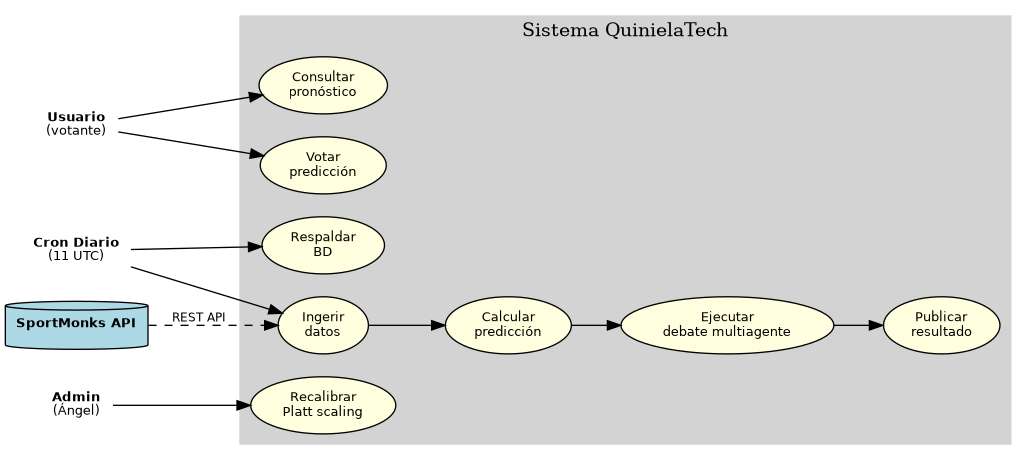 Sistema QuinielaTech
Consultar
pronóstico
Usuario
(votante)
Votar
predicción
Respaldar
BD
Cron Diario
(11 UTC)
SportMonks API
REST API
Ingerir
datos
Calcular
predicción
Ejecutar
debate multiagente
Publicar
resultado
Admin
(Ángel)
Recalibrar
Platt scaling